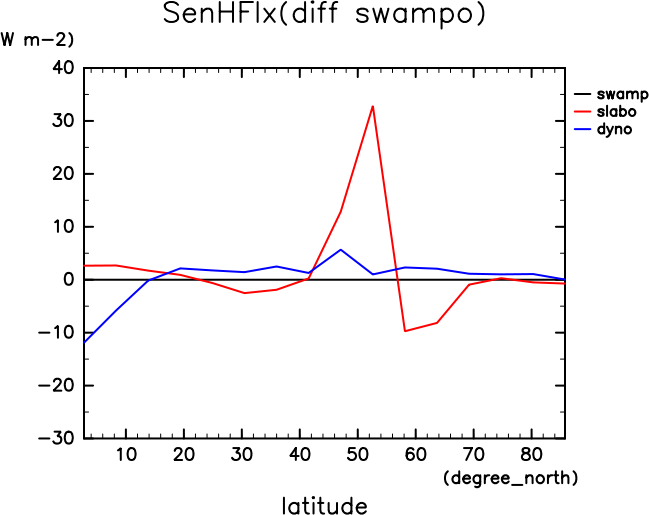 SenHFlx(diff swampo)
W m-2)
40
30
20
10
0
-10
-20
-30
10 20 30 40 50 60 70 80
(degree_north)
latitude
swamp
slabo
dyno